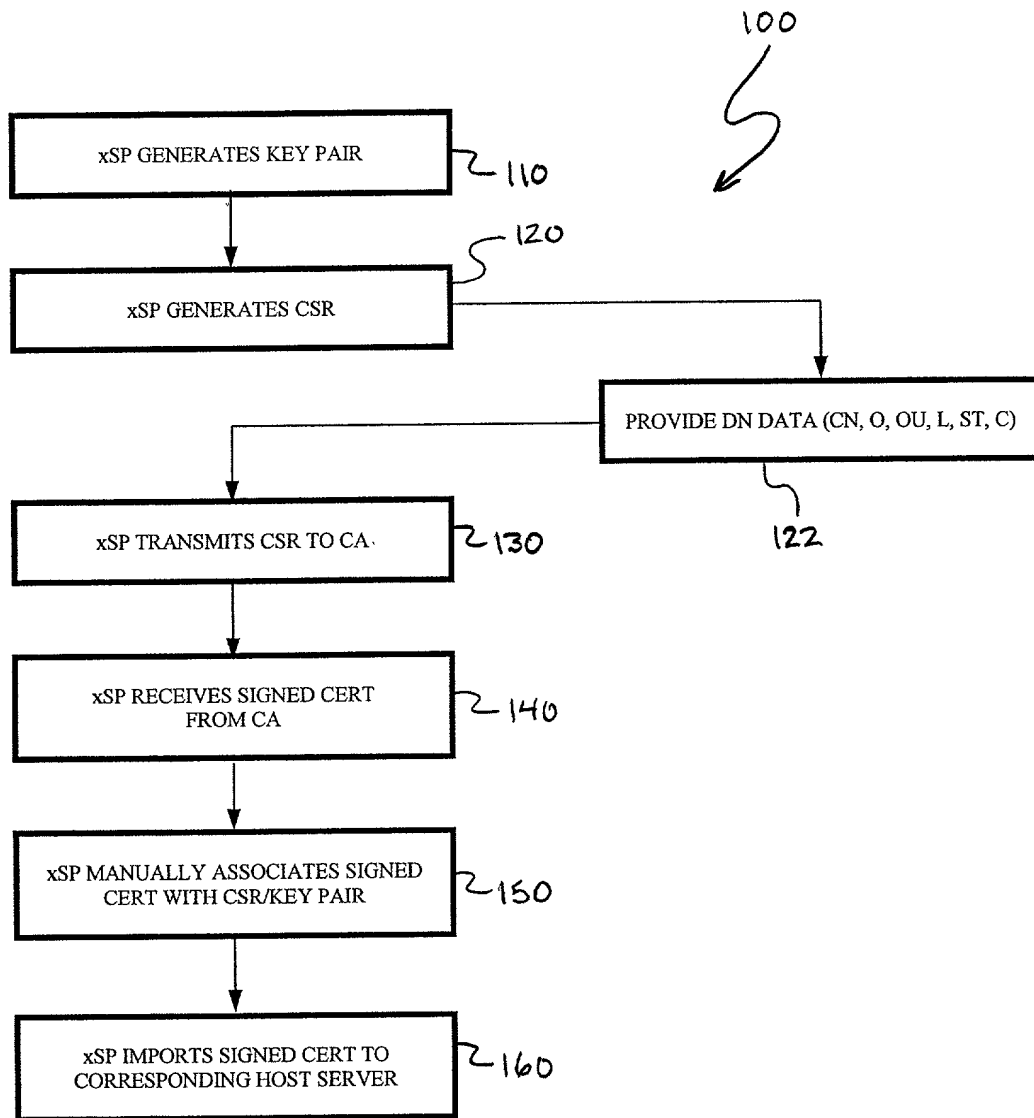 100
xSP GENERATES KEY PAIR
110
120
xSP GENERATES CSR
PROVIDE DN DATA (CN, O, OU, L, ST, C)
122
xSP TRANSMITS CSR TO CA
130
xSP RECEIVES SIGNED CERT
FROM CA
140
xSP MANUALLY ASSOCIATES SIGNED
CERT WITH CSR/KEY PAIR
150
xSP IMPORTS SIGNED CERT TO
CORRESPONDING HOST SERVER
160